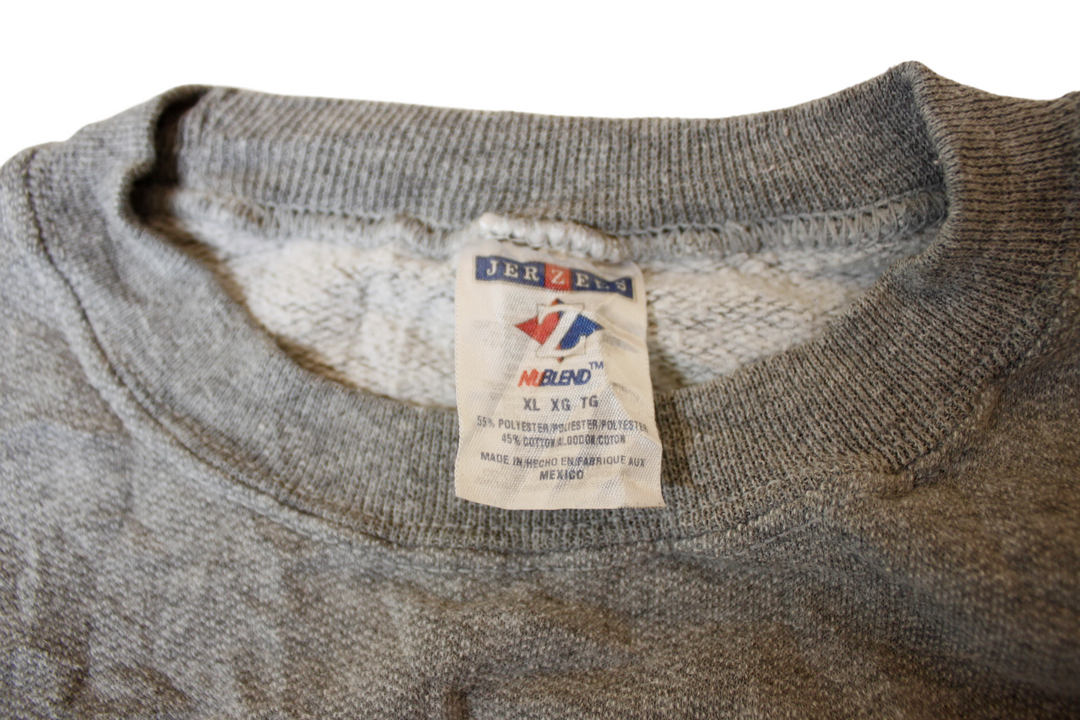 JERZEES
Z
NUBLEND™
XL XG TG
55% POLYESTER/POLIESTER/POLYESTER
45% COTTON/ALGODON/COTON
MADE IN/HECHO EN/FABRIQUE AUX
MEXICO